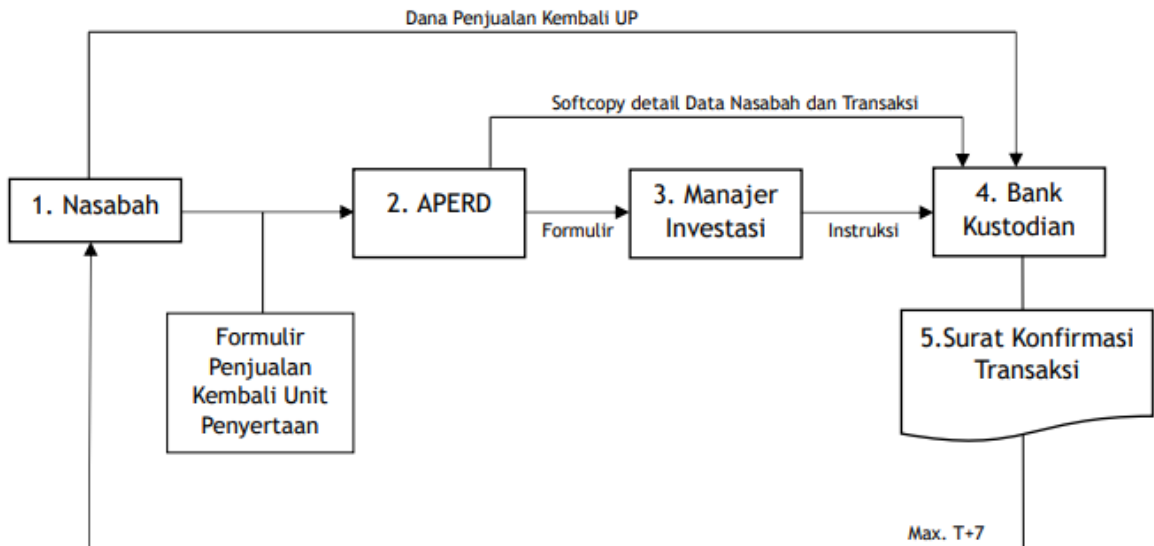 Dana Penjualan Kembali UP
Softcopy detail Data Nasabah dan Transaksi
1. Nasabah
2. APERD
Formulir
3. Manajer
Investasi
Instruksi
4. Bank
Kustodian
Formulir
Penjualan
Kembali Unit
Penyertaan
5.Surat Konfirmasi
Transaksi
Max. T+7